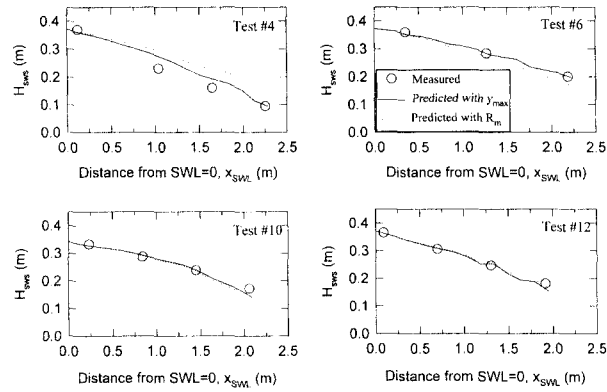 Test #4
H_sws (m)
0.4
0.3
0.2
0.1
0.0
0.0 0.5 1.0 1.5 2.0 2.5
Distance from SWL=0, x_SWL (m)
Test #6
H_sws (m)
0.4
0.3
0.2
0.1
0.0
Measured
Predicted with y_max
Predicted with R_m
0.0 0.5 1.0 1.5 2.0 2.5
Distance from SWL=0, x_SWL (m)
Test #10
H_sws (m)
0.4
0.3
0.2
0.1
0.0
0.0 0.5 1.0 1.5 2.0 2.5
Distance from SWL=0, x_SWL (m)
Test #12
H_sws (m)
0.4
0.3
0.2
0.1
0.0
0.0 0.5 1.0 1.5 2.0 2.5
Distance from SWL=0, x_SWL (m)